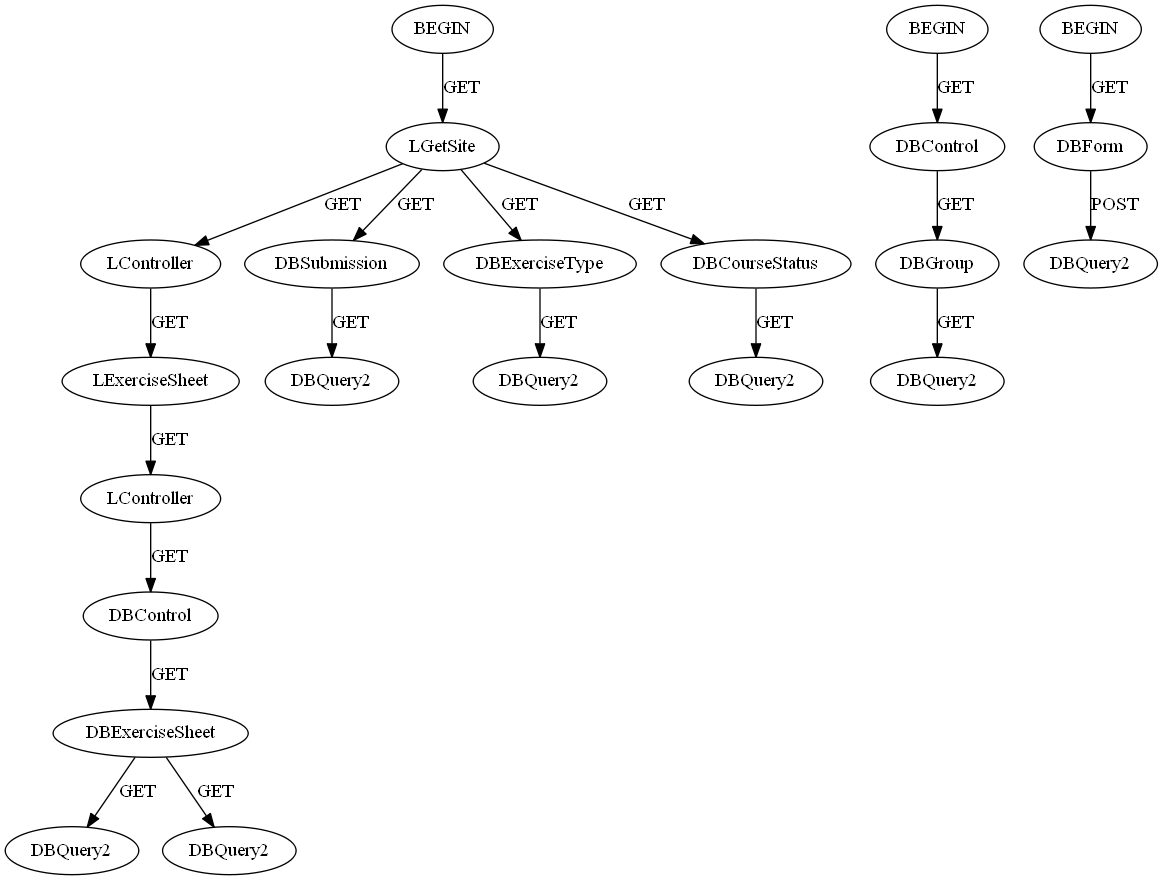 BEGIN
BEGIN
BEGIN
GET
GET
GET
LGetSite
DBControl
DBForm
GET
GET
GET
GET
GET
POST
LController
DBSubmission
DBExerciseType
DBCourseStatus
DBGroup
DBQuery2
GET
GET
GET
GET
GET
LExerciseSheet
DBQuery2
DBQuery2
DBQuery2
DBQuery2
GET
LController
GET
DBControl
GET
DBExerciseSheet
GET
GET
DBQuery2
DBQuery2